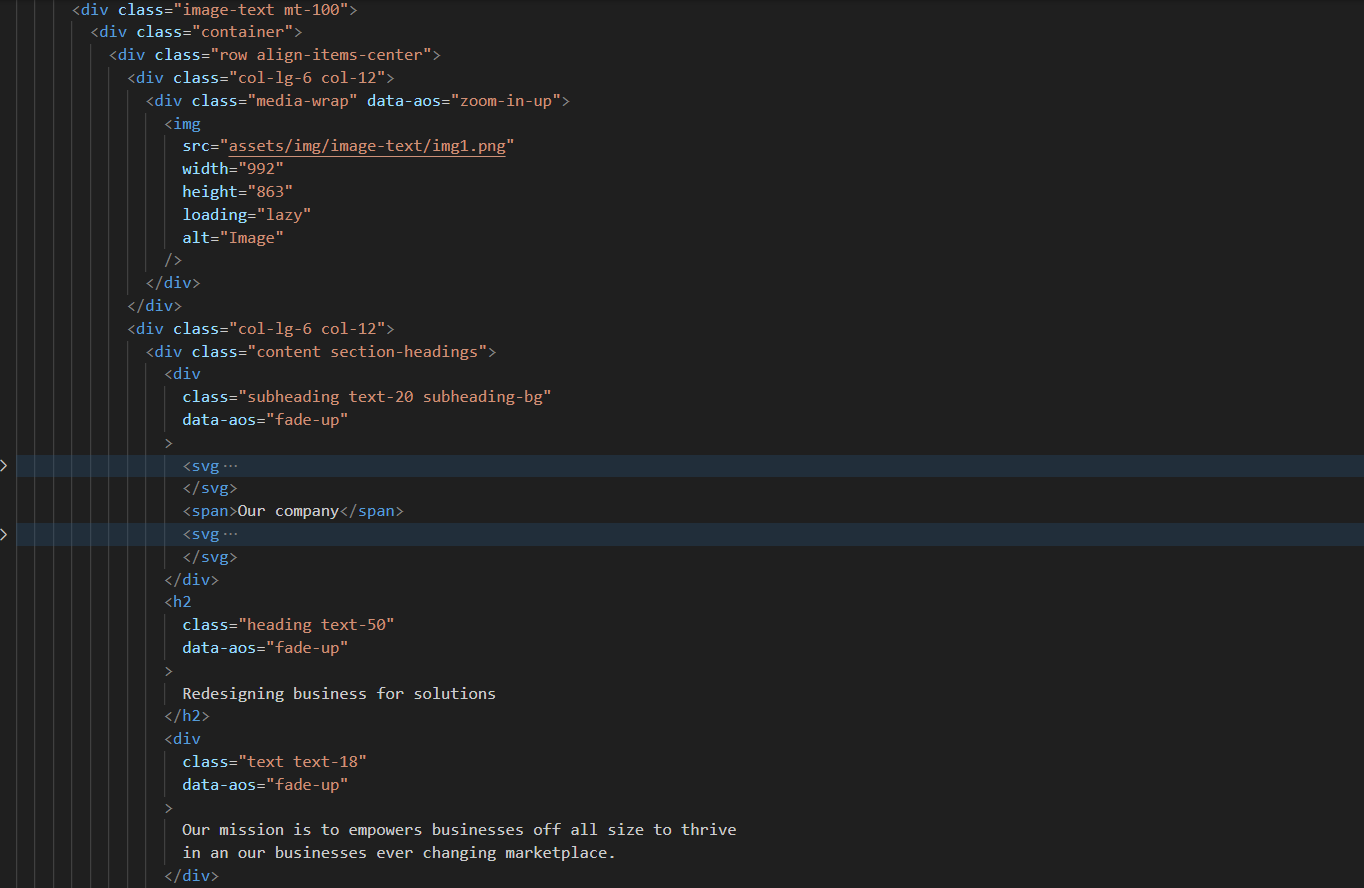 <div class="image-text mt-100">
<div class="container">
<div class="row align-items-center">
<div class="col-lg-6 col-12">
<div class="media-wrap" data-aos="zoom-in-up">
<img
src="assets/img/image-text/img1.png"
width="992"
height="863"
loading="lazy"
alt="Image"
/>
</div>
</div>
<div class="col-lg-6 col-12">
<div class="content section-headings">
<div
class="subheading text-20 subheading-bg"
data-aos="fade-up"
>
<svg···
</svg>
<span>Our company</span>
<svg···
</svg>
</div>
<h2
class="heading text-50"
data-aos="fade-up"
>
Redesigning business for solutions
</h2>
<div
class="text text-18"
data-aos="fade-up"
>
Our mission is to empowers businesses off all size to thrive
in an our businesses ever changing marketplace.
</div>